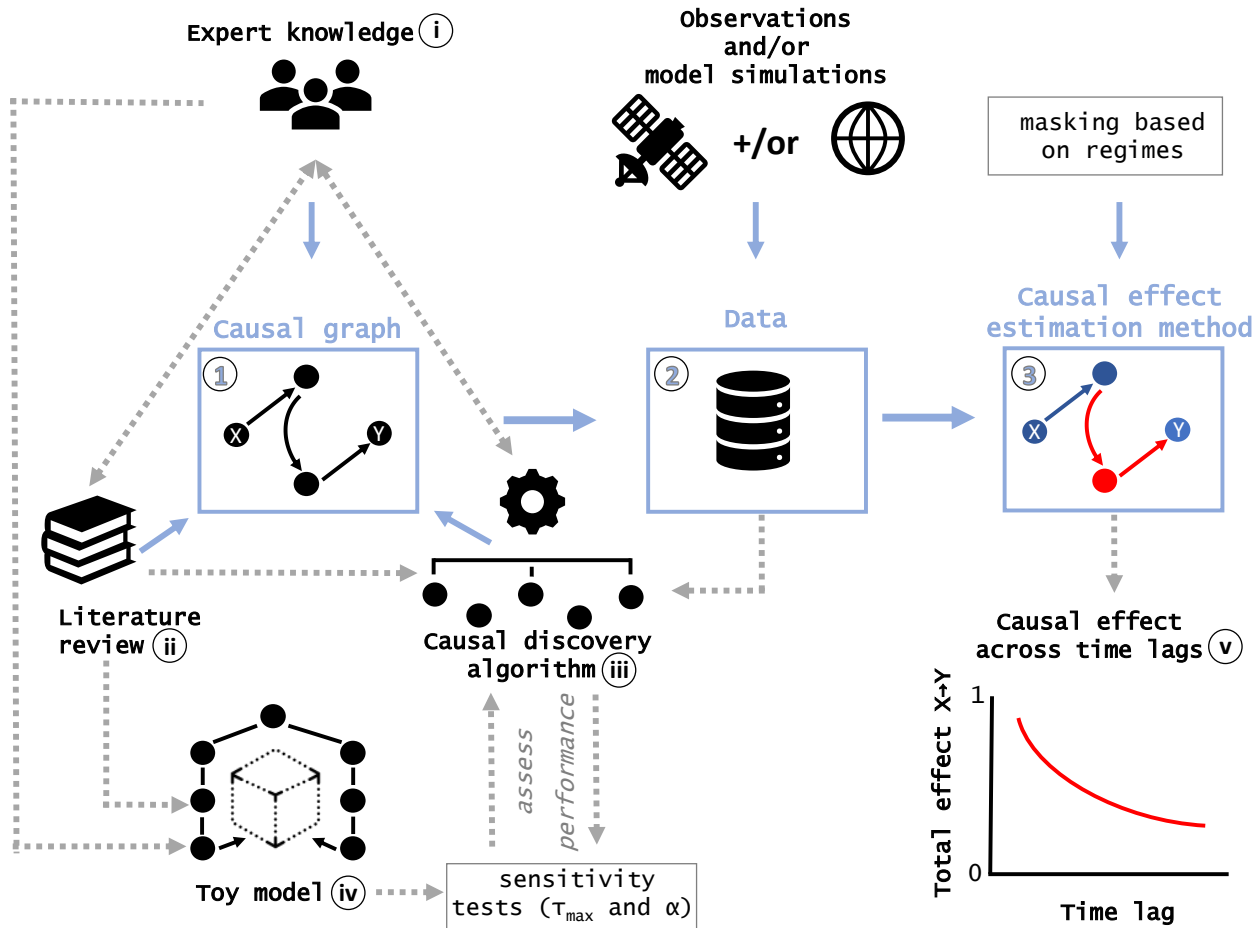 Expert knowledge i
Observations
and/or
model simulations
+/or
masking based
on regimes
Causal graph
1
X
Y
Data
2
Causal effect
estimation method
3
X
Y
Literature
review ii
Causal discovery
algorithm iii
assess
performance
Toy model iv
sensitivity
tests (τmax and α)
Causal effect
across time lags v
Total effect X→Y
1
0
Time lag